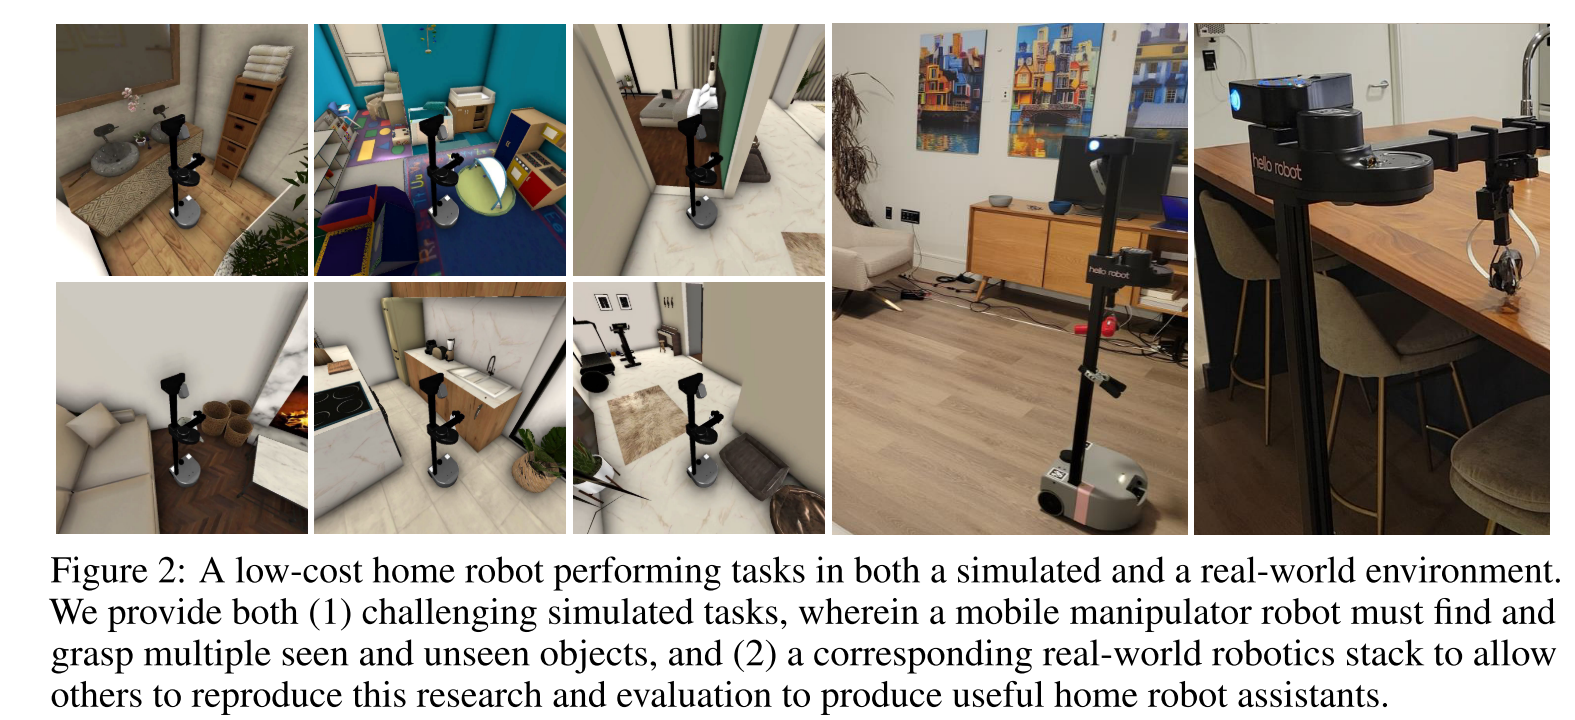 hello robot
hello robot
Figure 2: A low-cost home robot performing tasks in both a simulated and a real-world environment.
We provide both (1) challenging simulated tasks, wherein a mobile manipulator robot must find and
grasp multiple seen and unseen objects, and (2) a corresponding real-world robotics stack to allow
others to reproduce this research and evaluation to produce useful home robot assistants.